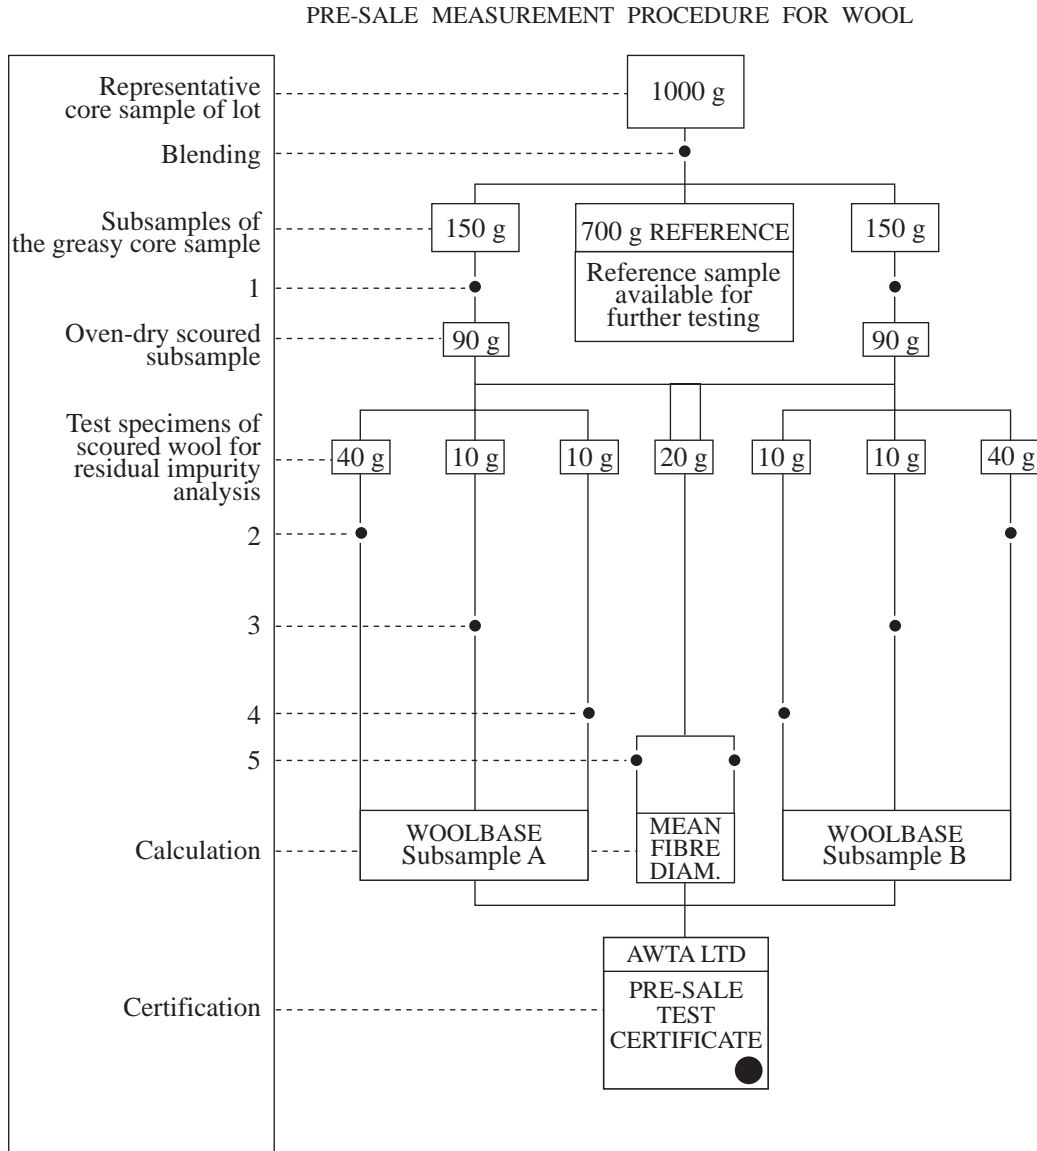 PRE-SALE MEASUREMENT PROCEDURE FOR WOOL
Representative
core sample of lot
1000 g
Blending
Subsamples of
the greasy core sample
150 g
700 g REFERENCE
150 g
Reference sample
available for
further testing
1
Oven-dry scoured
subsample
90 g
90 g
Test specimens of
scoured wool for
residual impurity
analysis
40 g
10 g
10 g
20 g
10 g
10 g
40 g
2
3
4
5
Calculation
WOOLBASE
Subsample A
MEAN
FIBRE
DIAM.
WOOLBASE
Subsample B
Certification
AWTA LTD
PRE-SALE
TEST
CERTIFICATE